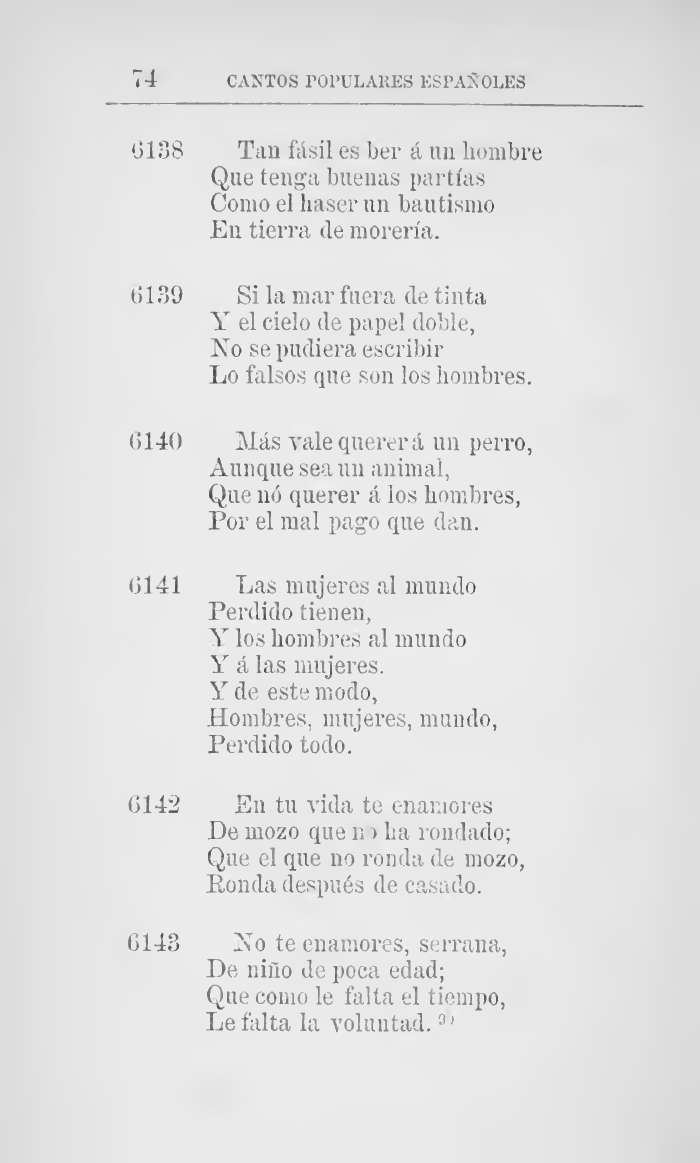 74 CANTOS POPULARES ESPAÑOLES
6138 Tan fásil es ber á un hombre
Que tenga buenas partías
Como el haser un bautismo
En tierra de morería.
6139 Si la mar fuera de tinta
Y el cielo de papel doble,
No se pudiera escribir
Lo falsos que son los hombres.
6140 Más vale querer á un perro,
Aunque sea un animal,
Que nó querer á los hombres,
Por el mal pago que dan.
6141 Las mujeres al mundo
Perdido tienen,
Y los hombres al mundo
Y á las mujeres.
Y de este modo,
Hombres, mujeres, mundo,
Perdido todo.
6142 En tu vida te enamores
De mozo que no ha rondado;
Que el que no ronda de mozo,
Ronda después de casado.
6143 No te enamores, serrana,
De niño de poca edad;
Que como le falta el tiempo,
Le falta la voluntad.